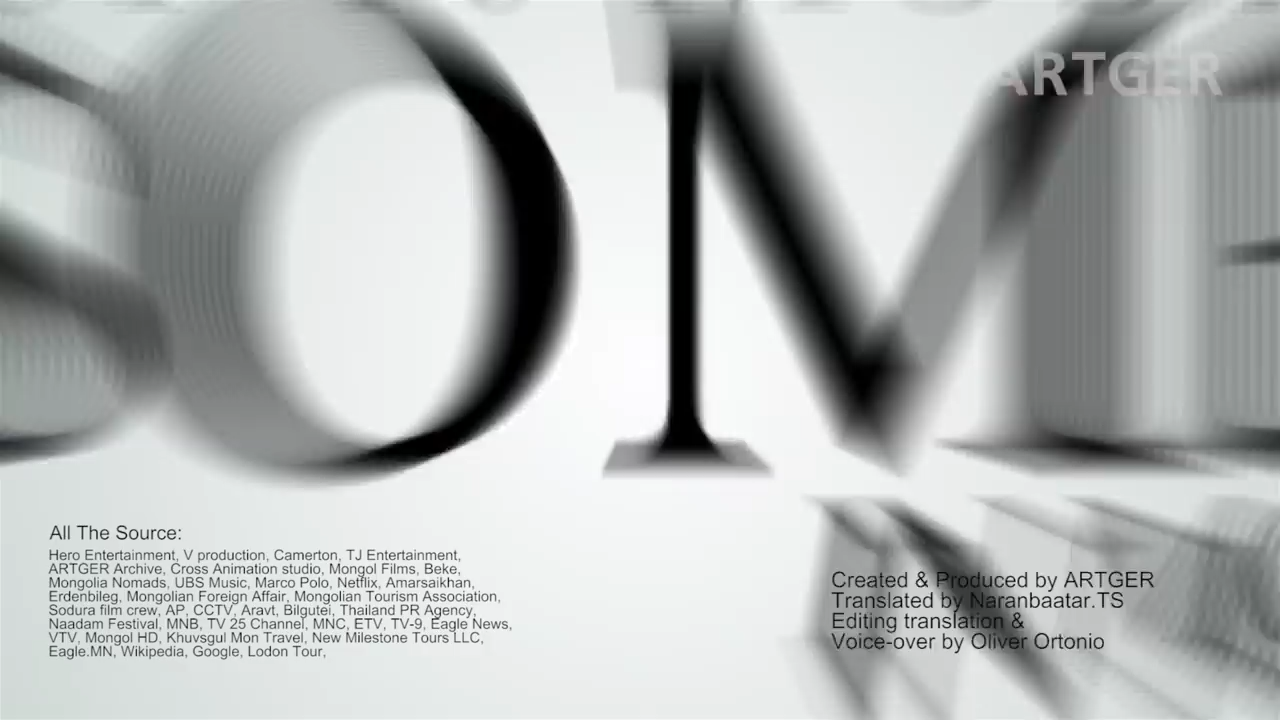 OME
ARTGER
All The Source:
Hero Entertainment, V production, Camerton, TJ Entertainment,
ARTGER Archive, Cross Animation studio, Mongol Films, Beke,
Mongolia Nomads, UBS Music, Marco Polo, Netflix, Amarsaikhan,
Erdenbileg, Mongolian Foreign Affair, Mongolian Tourism Association,
Sodura film crew, AP, CCTV, Aravt, Bilgutei, Thailand PR Agency,
Naadam Festival, MNB, TV 25 Channel, MNC, ETV, TV-9, Eagle News,
VTV, Mongol HD, Khuvsgul Mon Travel, New Milestone Tours LLC,
Eagle.MN, Wikipedia, Google, Lodon Tour,
Created & Produced by ARTGER
Translated by Naranbaatar.TS
Editing translation &
Voice-over by Oliver Ortonio